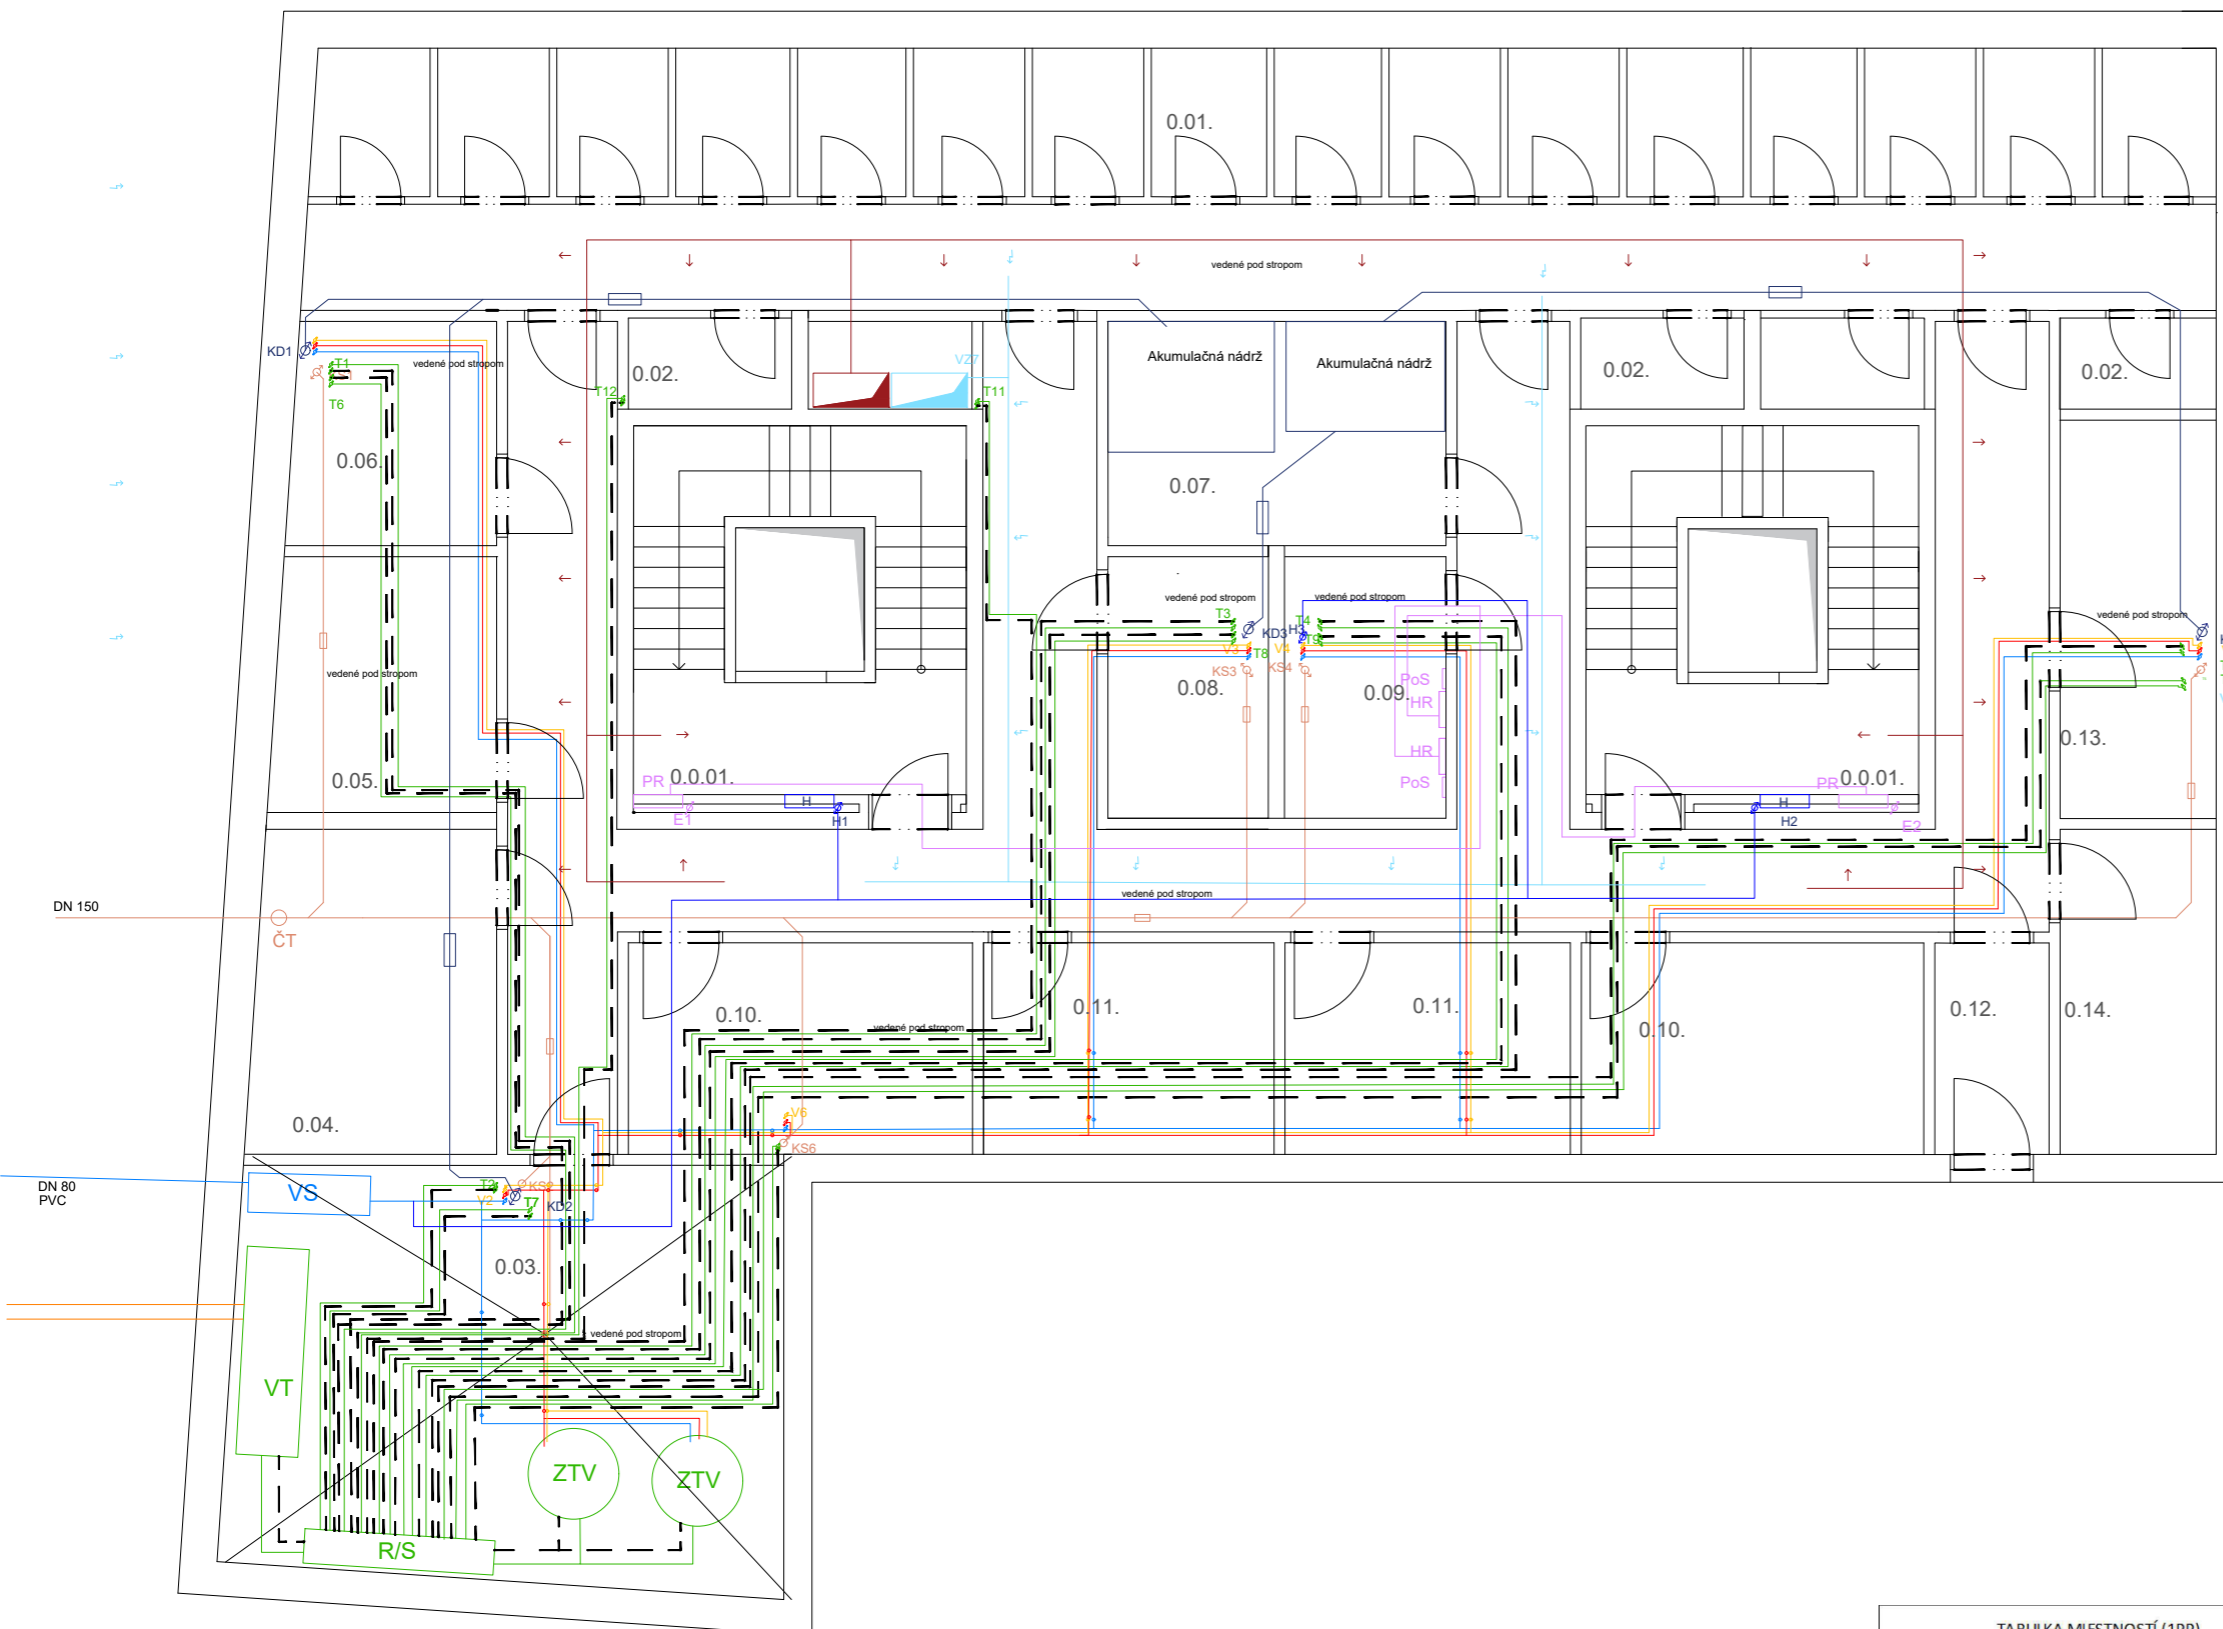 0.01.
vedené pod stropom
KD1
T1
T6
vedené pod stropom
T12
0.02.
VZ7
T11
Akumulačná nádrž
Akumulačná nádrž
0.02.
0.02.
0.06.
0.07.
vedené pod stropom
vedené pod stropom
vedené pod stropom
T3
KD3
H3
T4
T9
V3
T8
V4
KS3
KS4
0.08.
0.09.
PoS
HR
HR
PoS
vedené pod stropom
0.05.
PR
0.0.01.
H
E1
H1
PR
0.0.01.
H
H2
E2
0.13.
vedené pod stropom
DN 150
ČT
0.10.
vedené pod stropom
0.11.
0.11.
0.10.
0.12.
0.14.
0.04.
V6
KS6
DN 80
PVC
VS
T2
KS2
V2
T7
KD2
0.03.
vedené pod stropom
VT
ZTV
ZTV
R/S
TABUĽKA MIESTNOSTÍ (1PP)